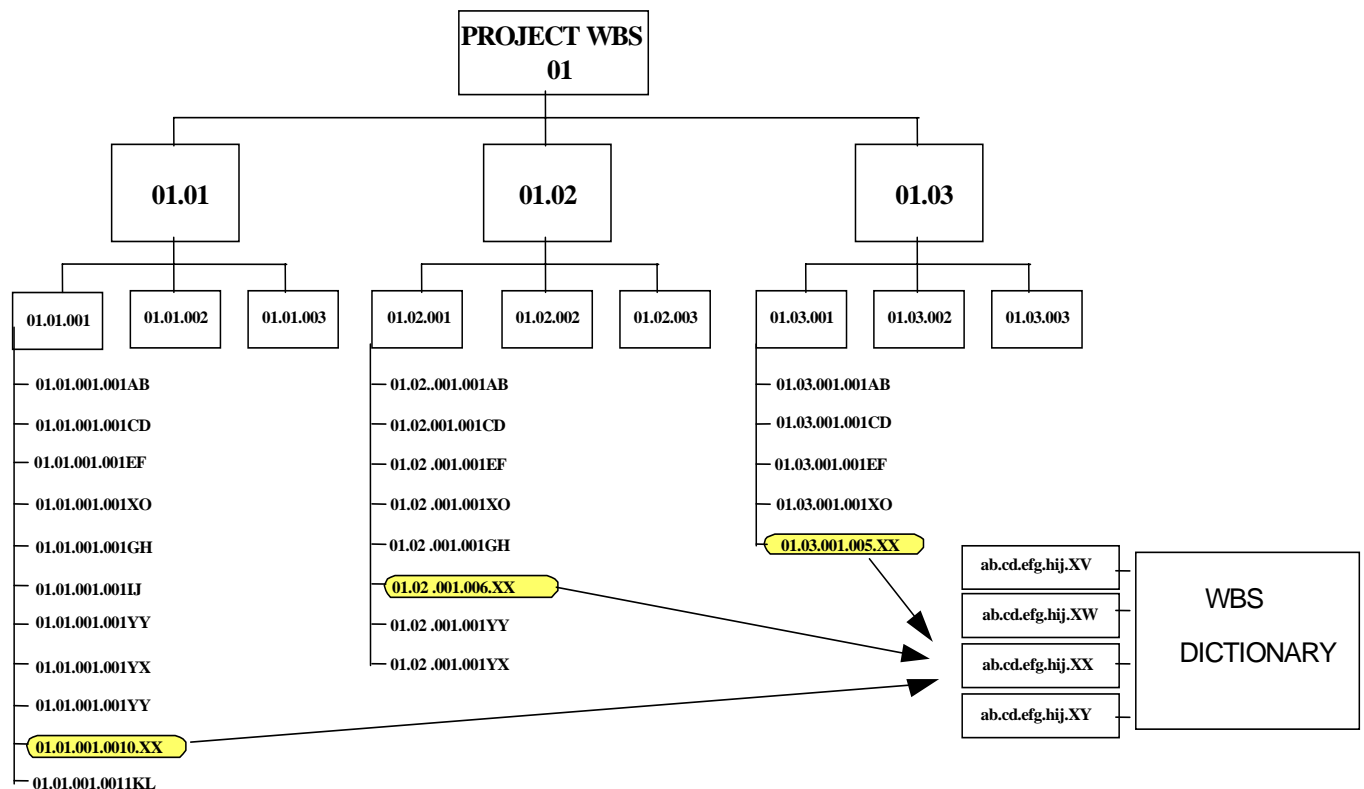 PROJECT WBS
01
01.01
01.02
01.03
01.01.001
01.01.002
01.01.003
01.02.001
01.02.002
01.02.003
01.03.001
01.03.002
01.03.003
01.01.001.001AB
01.01.001.001CD
01.01.001.001EF
01.01.001.001XO
01.01.001.001GH
01.01.001.001IJ
01.01.001.001YY
01.01.001.001YX
01.01.001.001YY
01.01.001.0010.XX
01.01.001.0011KL
01.02..001.001AB
01.02.001.001CD
01.02 .001.001EF
01.02 .001.001XO
01.02 .001.001GH
01.02 .001.006.XX
01.02 .001.001YY
01.02 .001.001YX
01.03.001.001AB
01.03.001.001CD
01.03.001.001EF
01.03.001.001XO
01.03.001.005.XX
ab.cd.efg.hij.XV
ab.cd.efg.hij.XW
ab.cd.efg.hij.XX
ab.cd.efg.hij.XY
WBS
DICTIONARY